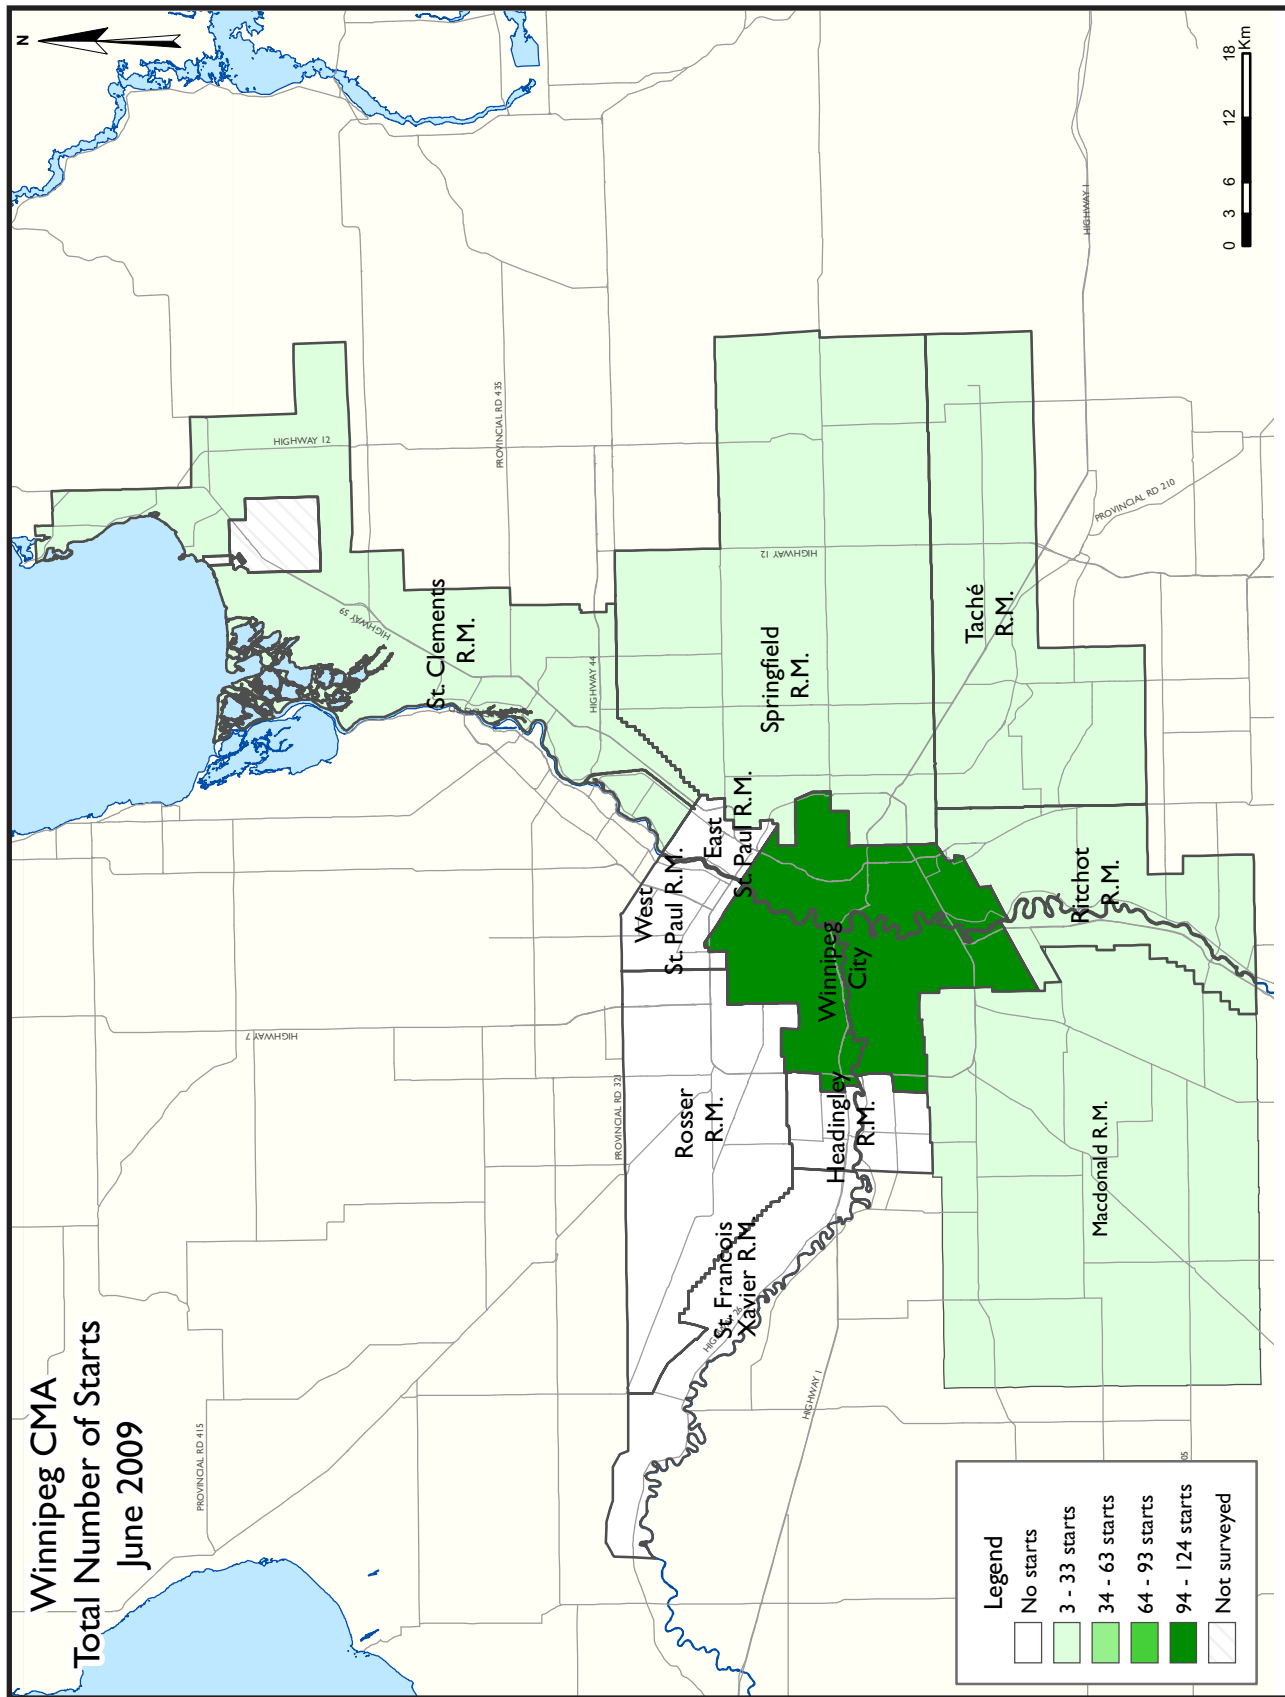 Winnipeg CMA
Total Number of Starts
June 2009
N
HIGHWAY 12
PROVINCIAL RD 435
HIGHWAY 59
St. Clements
R.M.
HIGHWAY 44
HIGHWAY 7
PROVINCIAL RD 415
PROVINCIAL RD 321
HIGHWAY 12
Springfield
R.M.
East
St. Paul R.M.
West
St. Paul R.M.
Rosser
R.M.
St. Francois
Xavier R.M.
26
Headingley
R.M.
Winnipeg
City
HIGHWAY 1
HIGHWAY 1
PROVINCIAL RD 210
Taché
R.M.
Ritchot
R.M.
Macdonald R.M.
05
Legend
No starts
3 - 33 starts
34 - 63 starts
64 - 93 starts
94 - 124 starts
Not surveyed
0 3 6 12 18
Km